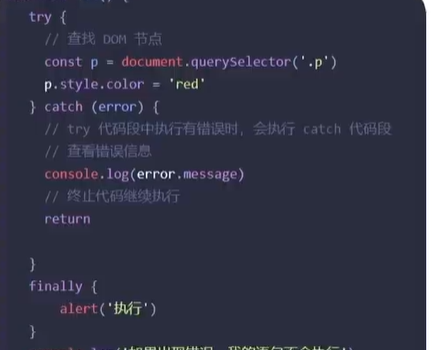 try {
// 查找 DOM 节点
const p = document.querySelector('.p')
p.style.color = 'red'
} catch (error) {
// try 代码段中执行有错误时，会执行 catch 代码段
// 查看错误信息
console.log(error.message)
// 终止代码继续执行
return
}
finally {
alert('执行')
}